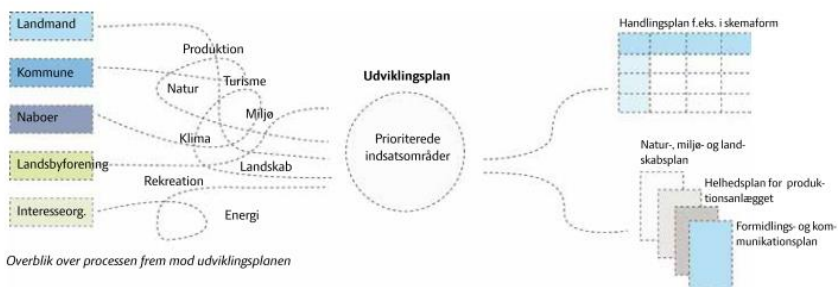 Landmand
Kommune
Naboer
Landsbyforening
Interesseorg.
Produktion
Turisme
Natur
Miljø
Klima
Landskab
Rekreation
Energi
Udviklingsplan
Prioriterede
indsatsområder
Handlingsplan f.eks. i skemaform
Natur-, miljø- og land-
skabsplan
Helhedsplan for produk-
tionsanlægget
Formidlings- og kom-
munikationsplan
Overblik over processen frem mod udviklingsplanen